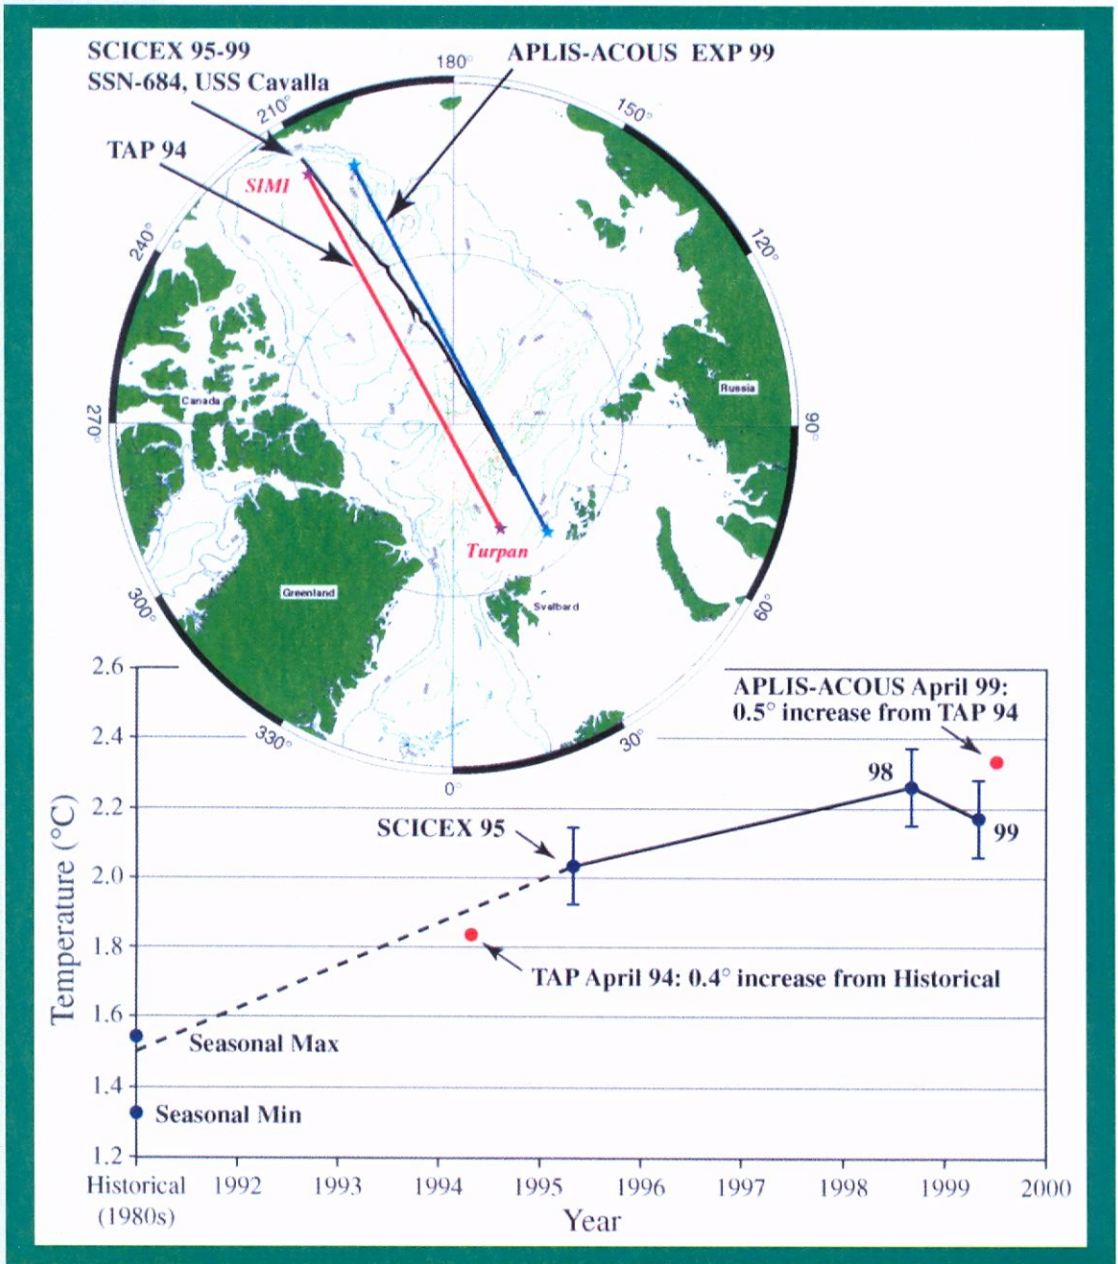 SCICEX 95-99
SSN-684, USS Cavalla
APLIS-ACOUS EXP 99
TAP 94
180°
210°
150°
SIMI
240°
120°
Canada
Russia
270°
90°
Turpan
Greenland
Svalbard
300°
60°
330°
30°
0°
2.6
2.4
2.2
2.0
1.8
1.6
1.4
1.2
Temperature (°C)
APLIS-ACOUS April 99:
0.5° increase from TAP 94
98
SCICEX 95
99
TAP April 94: 0.4° increase from Historical
Seasonal Max
Seasonal Min
Historical 1992 1993 1994 1995 1996 1997 1998 1999 2000
(1980s)
Year